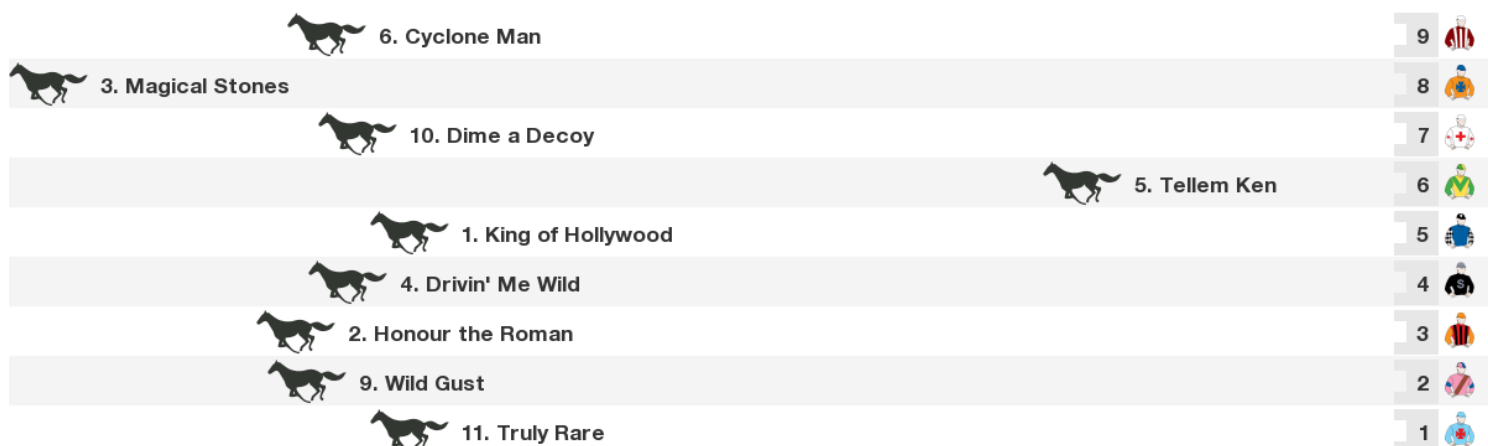 6. Cyclone Man 9
3. Magical Stones 8
10. Dime a Decoy 7
5. Tellem Ken 6
1. King of Hollywood 5
4. Drivin' Me Wild 4
S
2. Honour the Roman 3
9. Wild Gust 2
11. Truly Rare 1